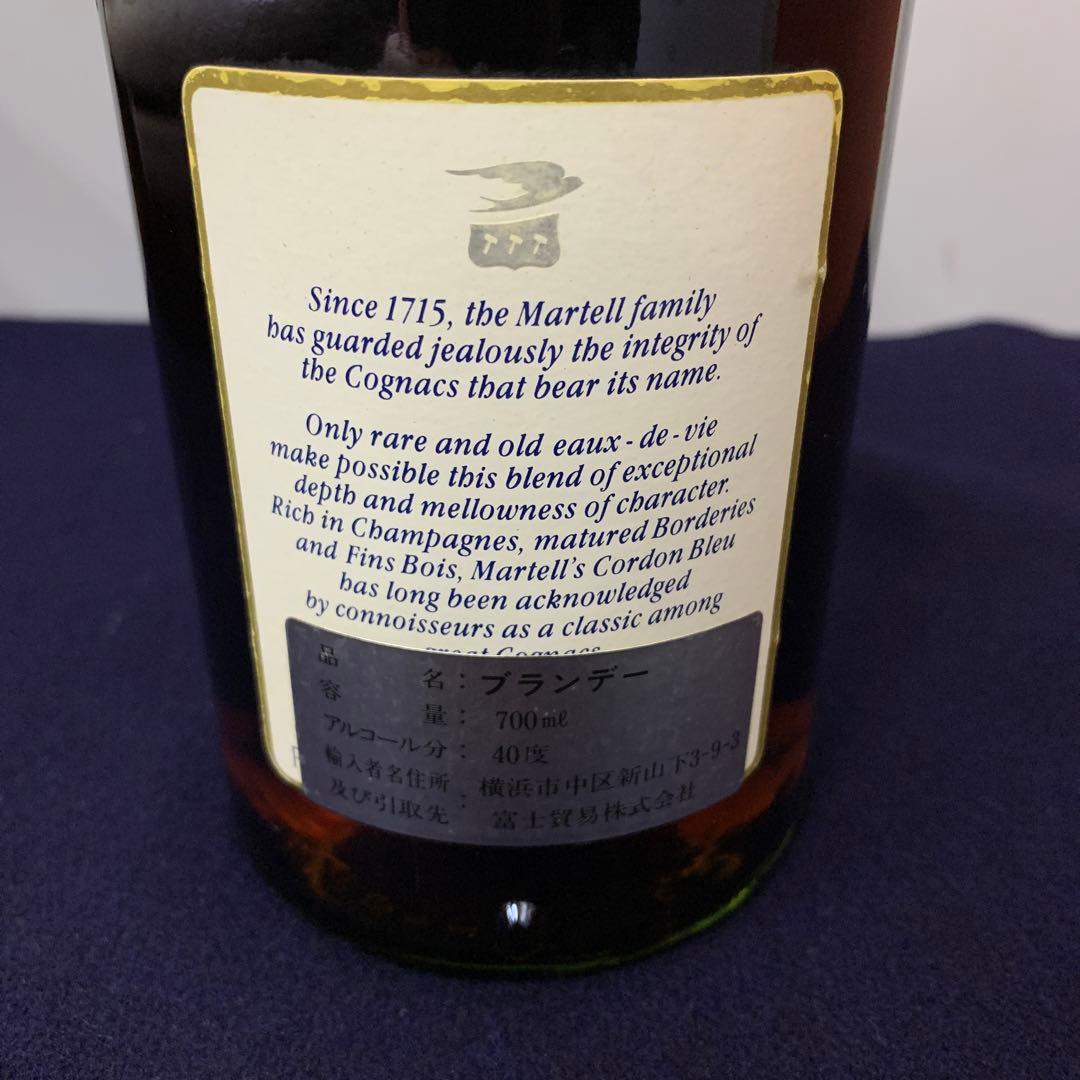 Since 1715, the Martell family
has guarded jealously the integrity of
the Cognacs that bear its name.
Only rare and old eaux-de-vie
make possible this blend of exceptional
depth and mellowness of character.
Rich in Champagnes, matured Borderies
and Fins Bois, Martell's Cordon Bleu
has long been acknowledged
by connoisseurs as a classic among
great Cognacs
品名:ブランデー
容量:700mℓ
アルコール分:40度
輸入者名住所 横浜市中区新山下3-9-3
及び引取先:富士貿易株式会社